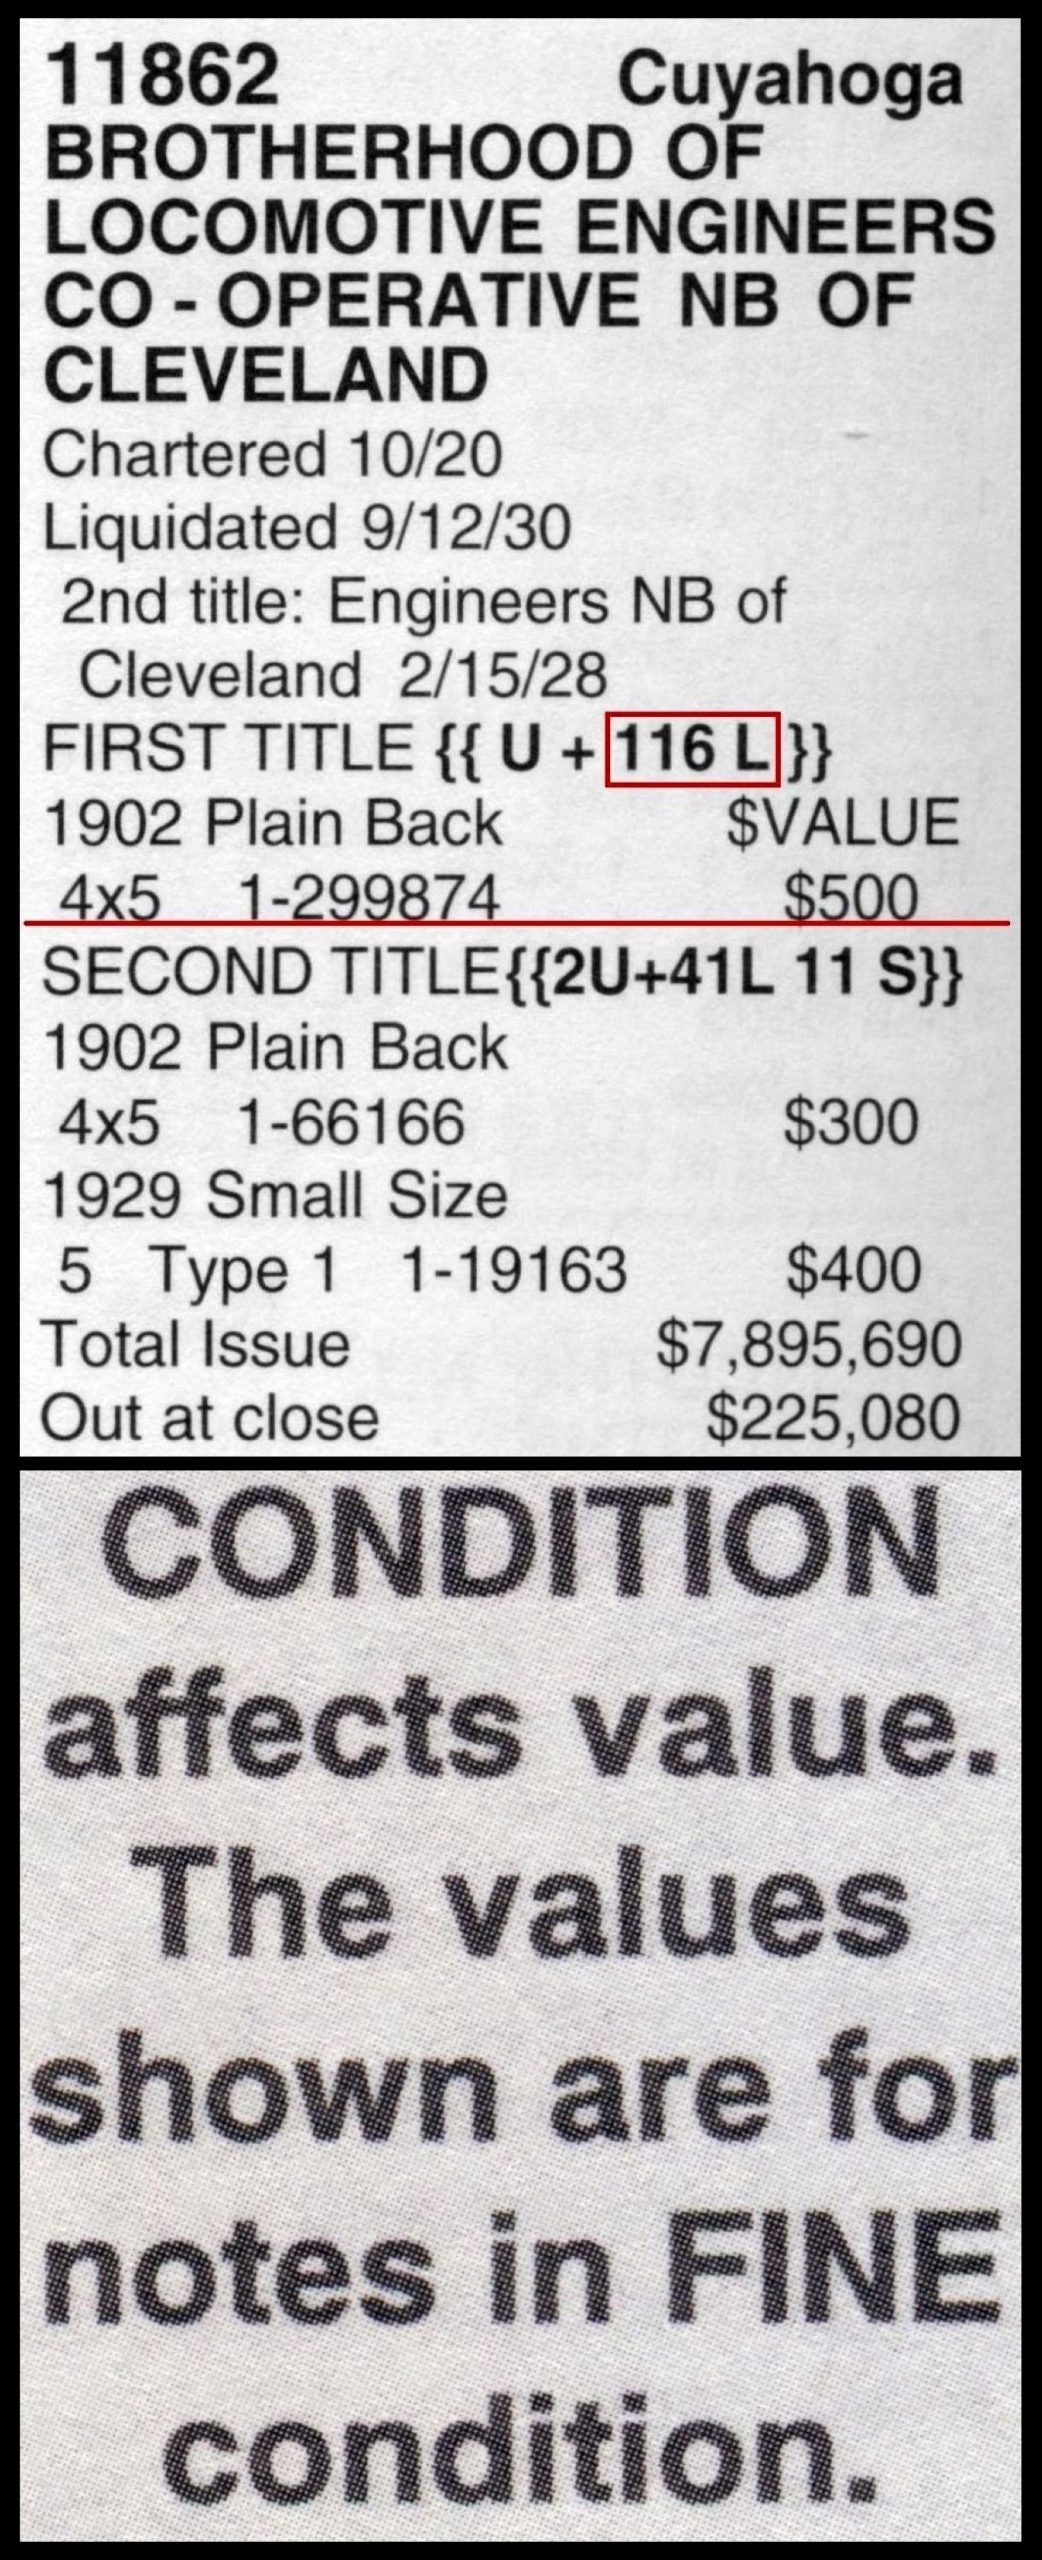 11862 Cuyahoga
BROTHERHOOD OF
LOCOMOTIVE ENGINEERS
CO - OPERATIVE NB OF
CLEVELAND
Chartered 10/20
Liquidated 9/12/30
2nd title: Engineers NB of
Cleveland 2/15/28
FIRST TITLE {{ U + 116 L }}
1902 Plain Back $VALUE
4x5 1-299874 $500
SECOND TITLE{{2U+41L 11 S}}
1902 Plain Back
4x5 1-66166 $300
1929 Small Size
5 Type 1 1-19163 $400
Total Issue $7,895,690
Out at close $225,080
CONDITION
affects value.
The values
shown are for
notes in FINE
condition.